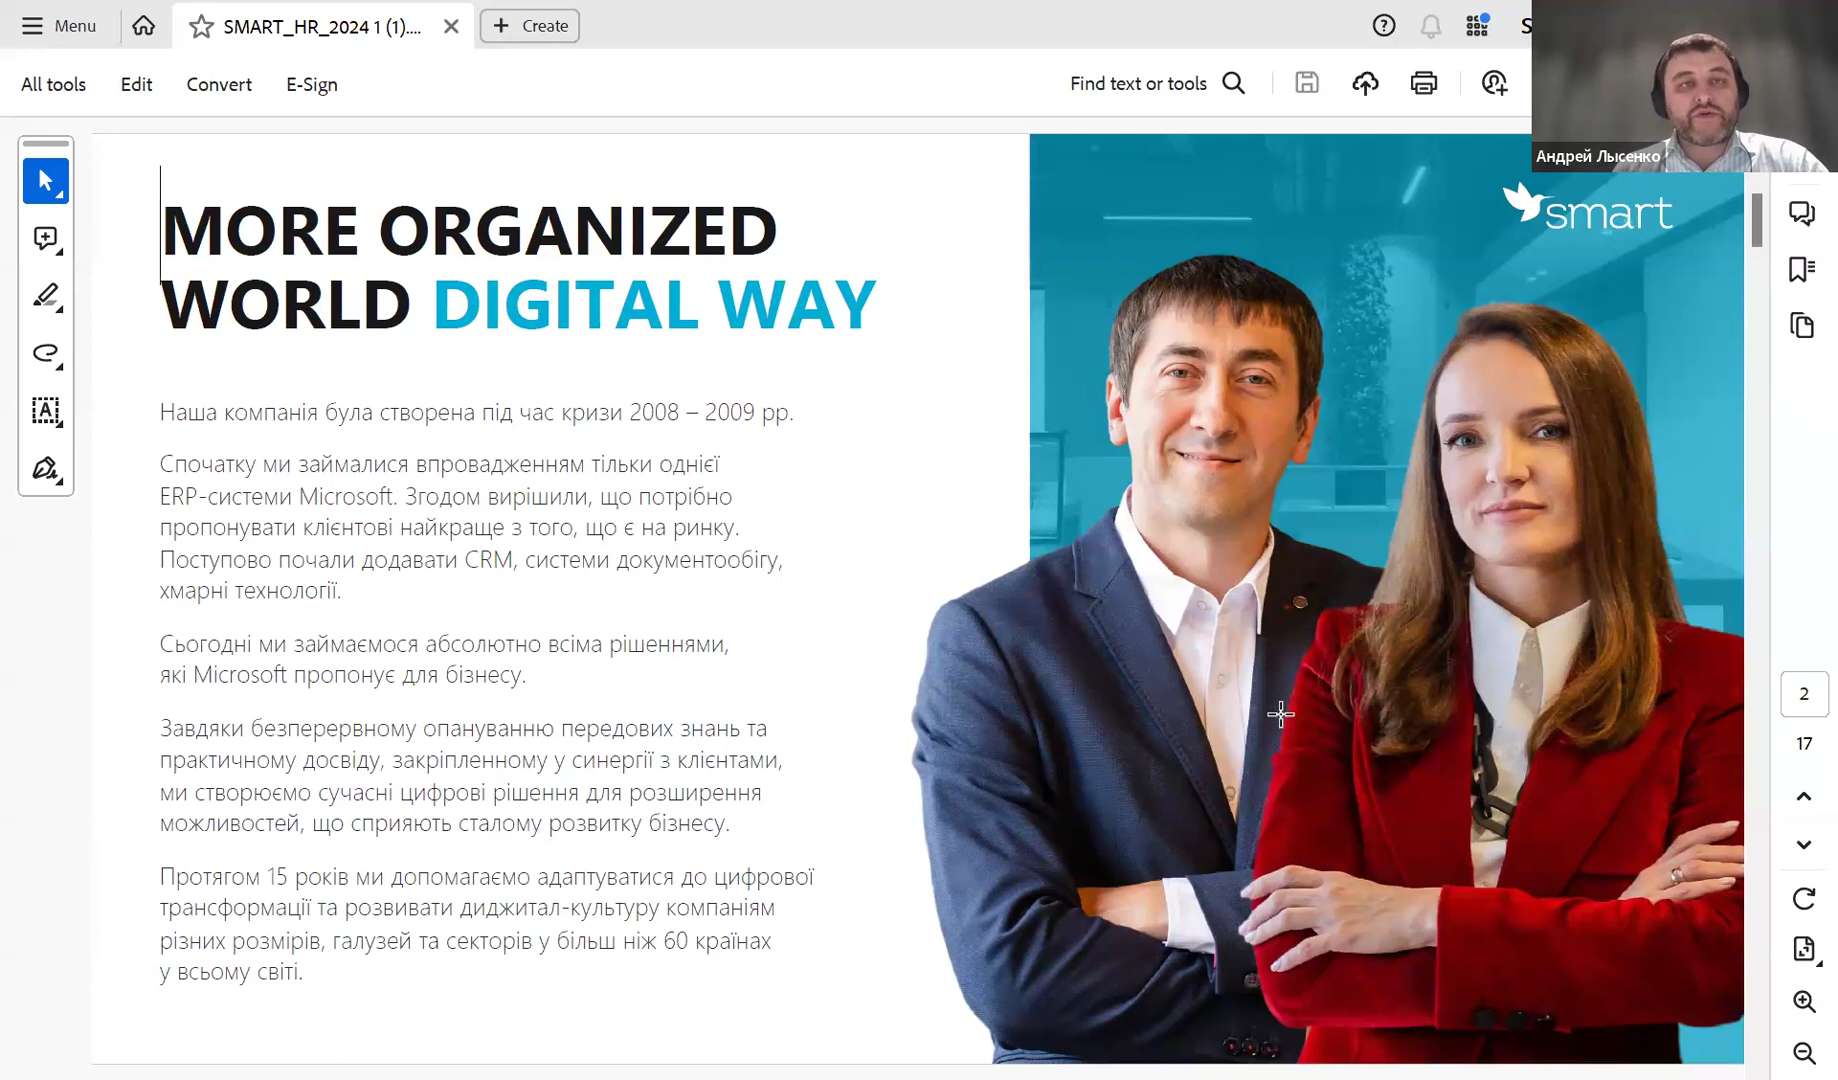 Menu
SMART_HR_2024 1 (1)....
Create
All tools
Edit
Convert
E-Sign
Find text or tools
S
Андрей Лысенко
smart
MORE ORGANIZED
WORLD DIGITAL WAY
Наша компанія була створена під час кризи 2008 – 2009 рр.
Спочатку ми займалися впровадженням тільки однієї
ERP-системи Microsoft. Згодом вирішили, що потрібно
пропонувати клієнтові найкраще з того, що є на ринку.
Поступово почали додавати CRM, системи документообігу,
хмарні технології.
Сьогодні ми займаємося абсолютно всіма рішеннями,
які Microsoft пропонує для бізнесу.
Завдяки безперервному опануванню передових знань та
практичному досвіду, закріпленному у синергії з клієнтами,
ми створюємо сучасні цифрові рішення для розширення
можливостей, що сприяють сталому розвитку бізнесу.
Протягом 15 років ми допомагаємо адаптуватися до цифрової
трансформації та розвивати диджитал-культуру компаніям
різних розмірів, галузей та секторів у більш ніж 60 країнах
у всьому світі.
2
17